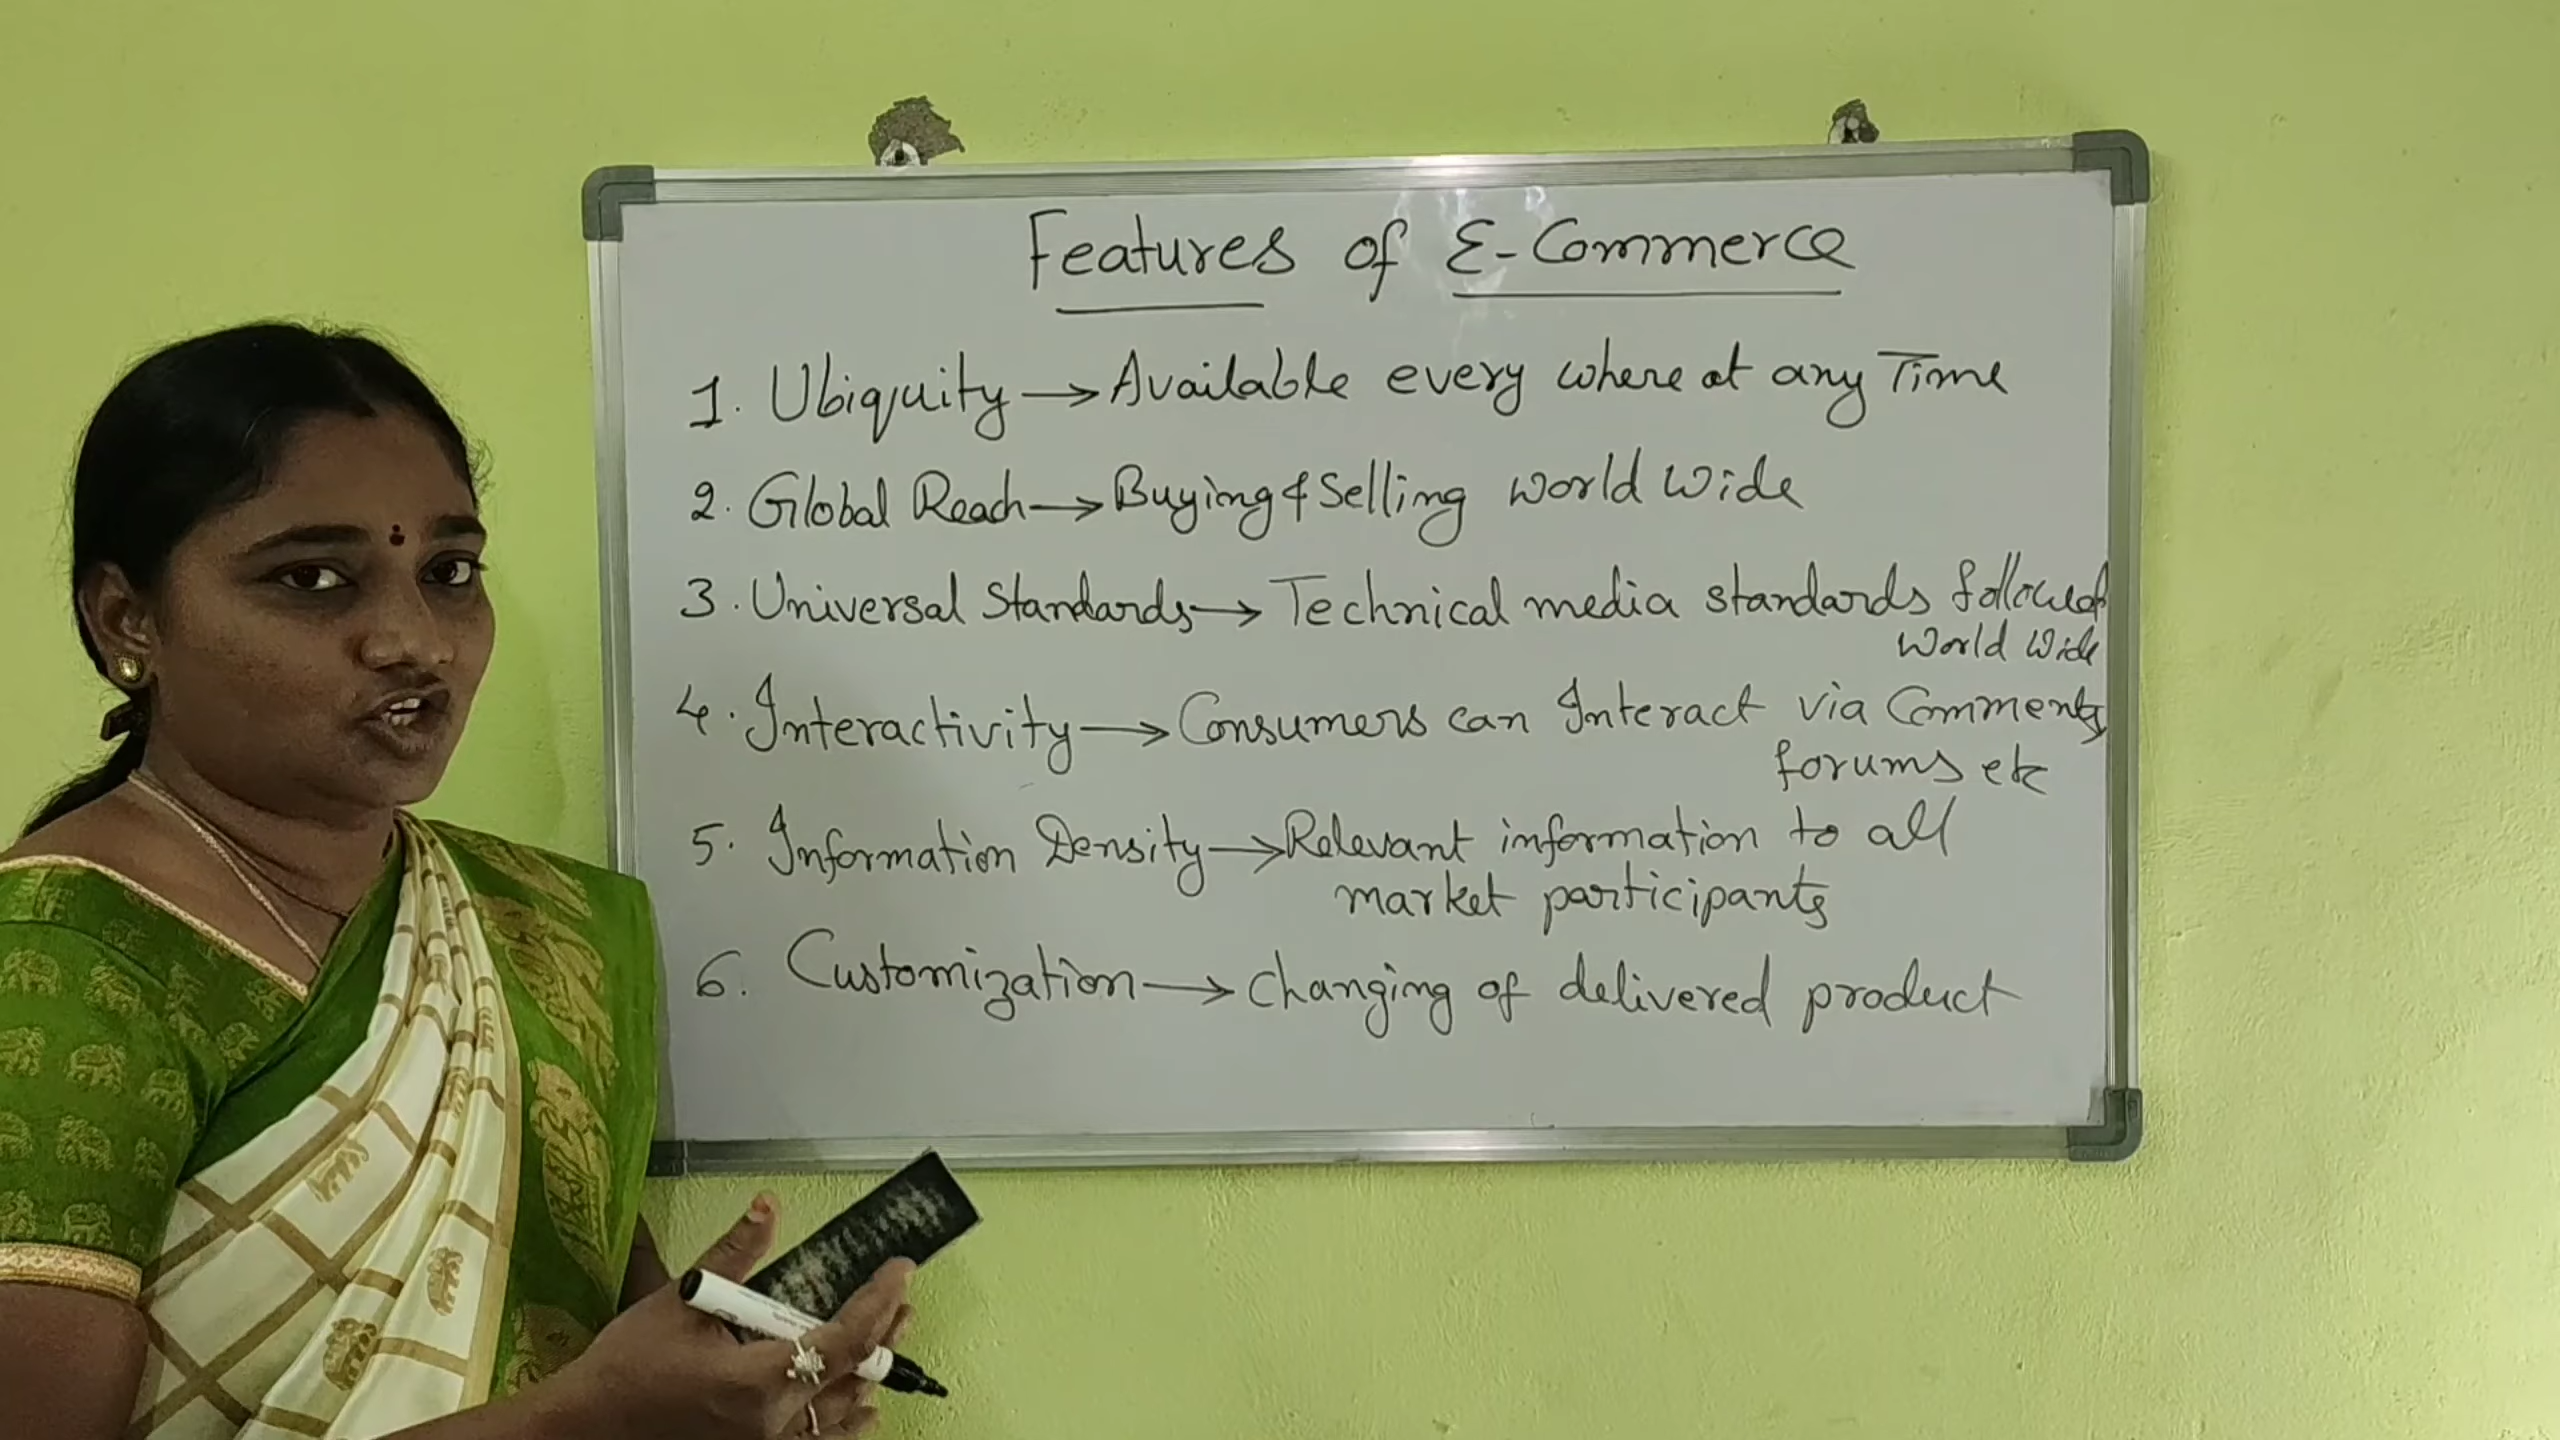 Features of E-Commerce
1. Ubiquity → Available every where at any Time
2. Global Reach → Buying & Selling world wide
3. Universal Standards → Technical media standards followed
World Wide
4. Interactivity → Consumers can Interact via Comments
forums etc
5. Information Density → Relevant information to all
market participants
6. Customization → Changing of delivered product